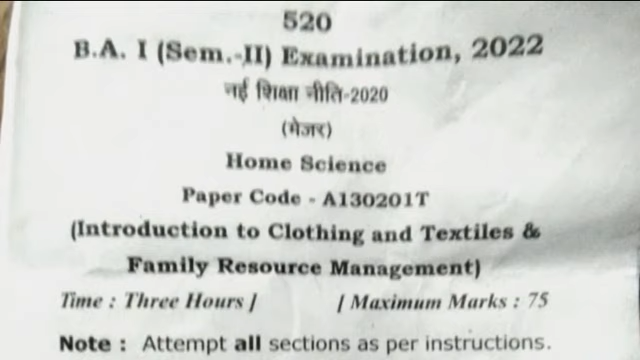 520
B.A. I (Sem.-II) Examination, 2022
नई शिक्षा नीति-2020
(मेजर)
Home Science
Paper Code - A130201T
(Introduction to Clothing and Textiles &
Family Resource Management)
Time : Three Hours ] [ Maximum Marks : 75
Note : Attempt all sections as per instructions.